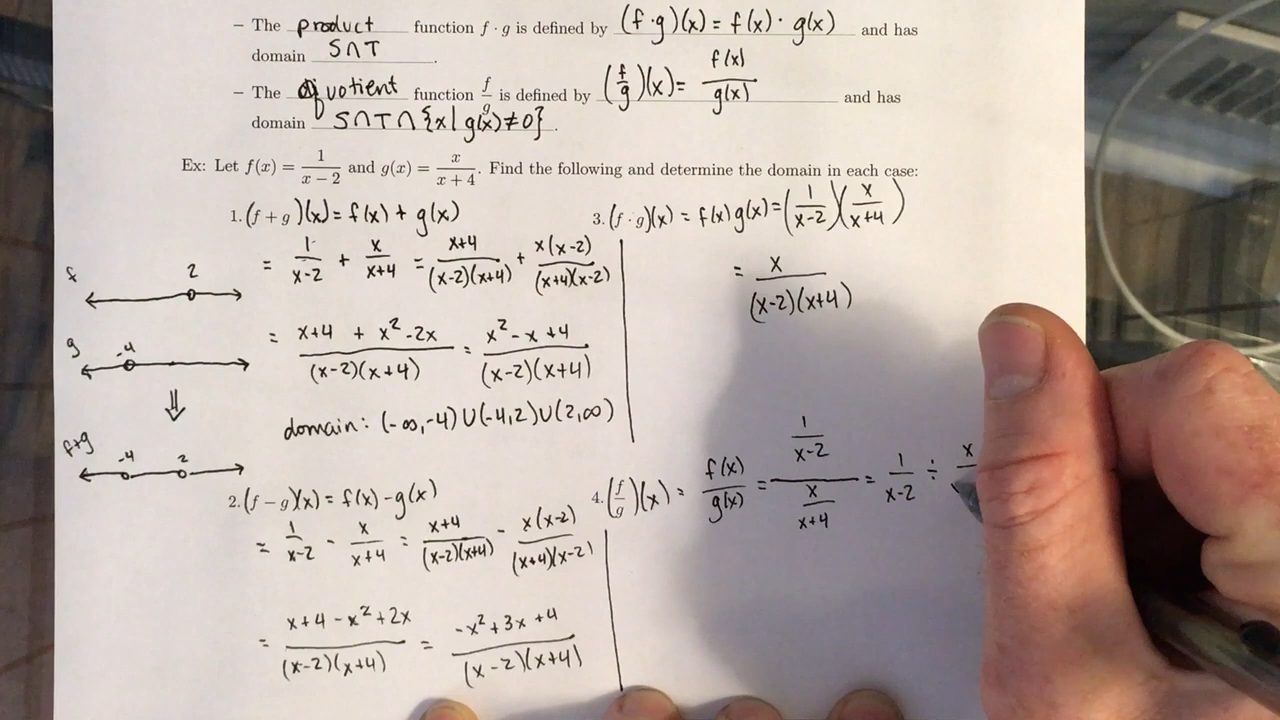 – The product function f · g is defined by (f·g)(x) = f(x) · g(x) and has
domain S∩T.
– The quotient function f/g is defined by (f/g)(x) = f(x)/g(x) and has
domain S∩T∩{x| g(x)≠0}.
Ex: Let f(x) = 1/(x − 2) and g(x) = x/(x + 4). Find the following and determine the domain in each case:
1. (f + g)(x) = f(x) + g(x)
= 1/(x-2) + x/(x+4) = (x+4)/((x-2)(x+4)) + x(x-2)/((x+4)(x-2))
f
2
= (x+4 + x²-2x)/((x-2)(x+4)) = (x²-x+4)/((x-2)(x+4))
g
-4
⇓
domain: (-∞,-4)∪(-4,2)∪(2,∞)
f+g
-4 2
2. (f − g)(x) = f(x) - g(x)
= 1/(x-2) - x/(x+4) = (x+4)/((x-2)(x+4)) - x(x-2)/((x+4)(x-2))
= (x+4-x²+2x)/((x-2)(x+4)) = (-x²+3x+4)/((x-2)(x+4))
3. (f · g)(x) = f(x) g(x) = (1/(x-2))(x/(x+4))
= x/((x-2)(x+4))
4. (f/g)(x) = f(x)/g(x) = (1/(x-2))/(x/(x+4)) = 1/(x-2) ÷ x